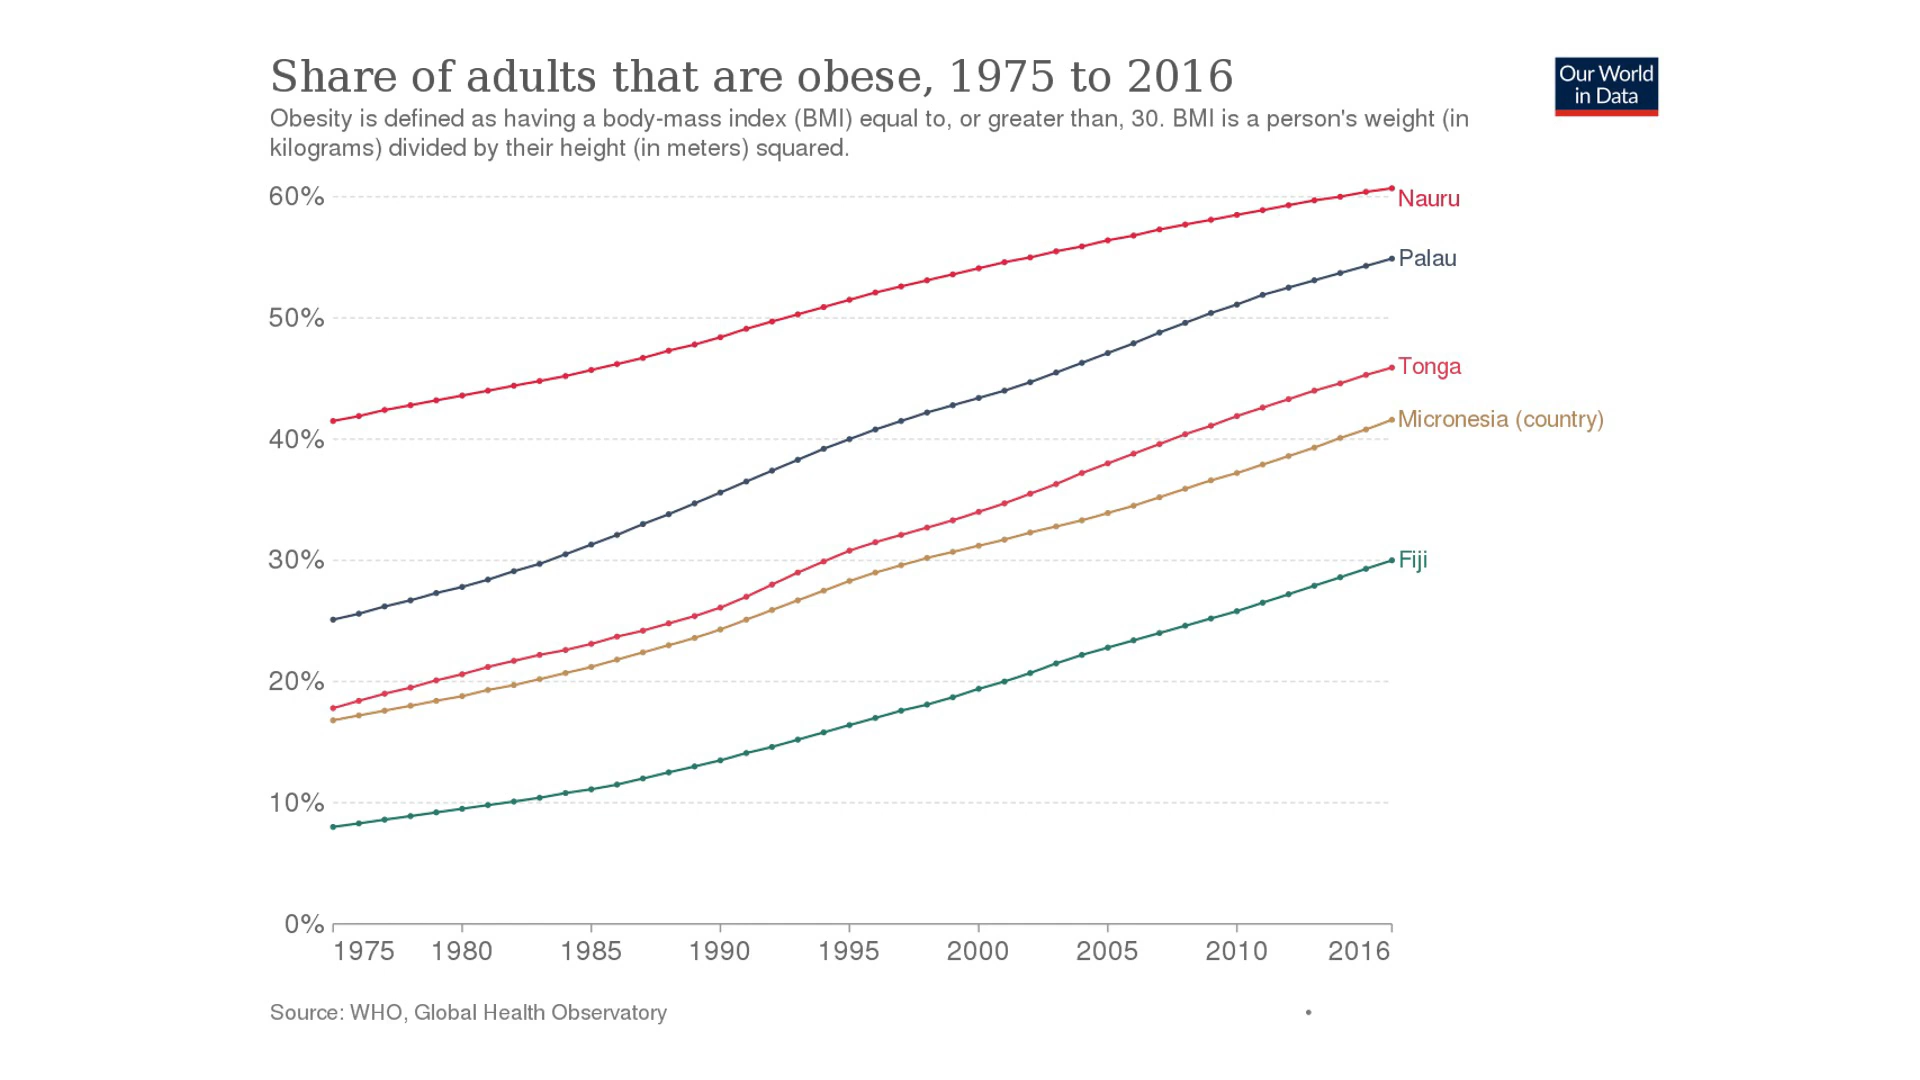 Share of adults that are obese, 1975 to 2016
Our World
in Data
Obesity is defined as having a body-mass index (BMI) equal to, or greater than, 30. BMI is a person's weight (in
kilograms) divided by their height (in meters) squared.
60%
Nauru
Palau
50%
Tonga
Micronesia (country)
40%
30%
Fiji
20%
10%
0%
1975 1980 1985 1990 1995 2000 2005 2010 2016
Source: WHO, Global Health Observatory
•